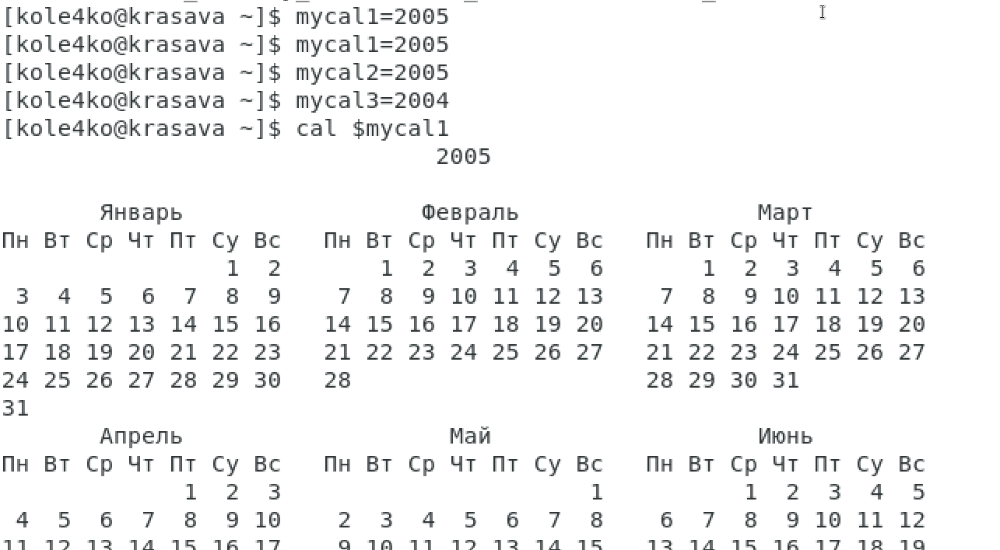 [kole4ko@krasava ~]$ mycal1=2005
[kole4ko@krasava ~]$ mycal1=2005
[kole4ko@krasava ~]$ mycal2=2005
[kole4ko@krasava ~]$ mycal3=2004
[kole4ko@krasava ~]$ cal $mycal1
                               2005

       Январь                 Февраль                 Март
Пн Вт Ср Чт Пт Су Вс   Пн Вт Ср Чт Пт Су Вс   Пн Вт Ср Чт Пт Су Вс
                1  2       1  2  3  4  5  6       1  2  3  4  5  6
 3  4  5  6  7  8  9    7  8  9 10 11 12 13    7  8  9 10 11 12 13
10 11 12 13 14 15 16   14 15 16 17 18 19 20   14 15 16 17 18 19 20
17 18 19 20 21 22 23   21 22 23 24 25 26 27   21 22 23 24 25 26 27
24 25 26 27 28 29 30   28                     28 29 30 31
31
       Апрель                   Май                   Июнь
Пн Вт Ср Чт Пт Су Вс   Пн Вт Ср Чт Пт Су Вс   Пн Вт Ср Чт Пт Су Вс
             1  2  3                      1          1  2  3  4  5
 4  5  6  7  8  9 10    2  3  4  5  6  7  8    6  7  8  9 10 11 12
11 12 13 14 15 16 17    9 10 11 12 13 14 15   13 14 15 16 17 18 19